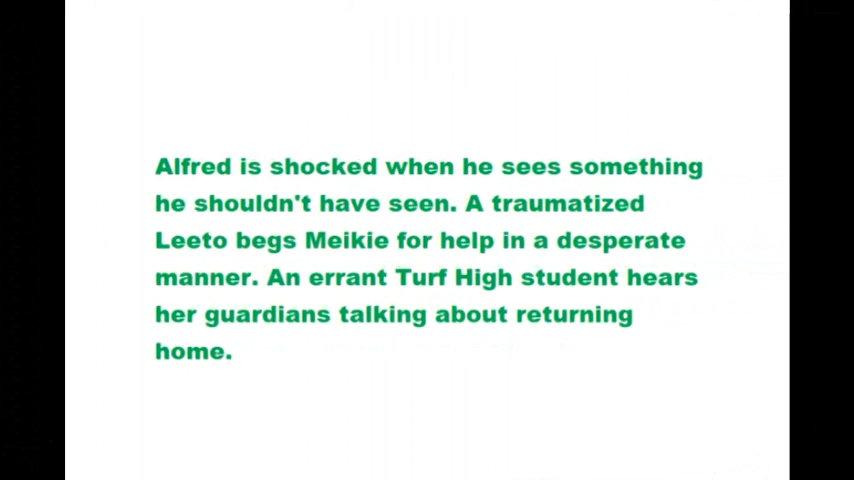 Alfred is shocked when he sees something
he shouldn't have seen. A traumatized
Leeto begs Meikie for help in a desperate
manner. An errant Turf High student hears
her guardians talking about returning
home.